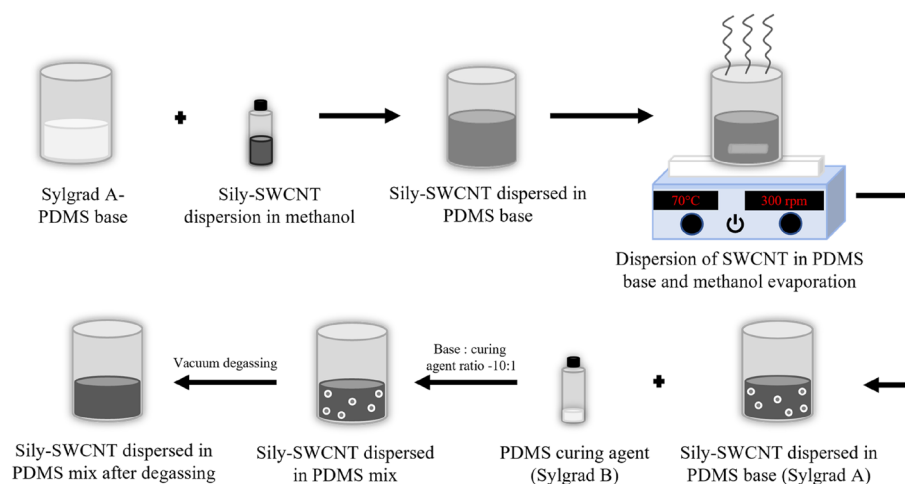 Sylgrad A-
PDMS base
Sily-SWCNT
dispersion in methanol
Sily-SWCNT dispersed in
PDMS base
70°C
300 rpm
Dispersion of SWCNT in PDMS
base and methanol evaporation
Vacuum degassing
Base : curing
agent ratio -10:1
Sily-SWCNT dispersed in
PDMS mix after degassing
Sily-SWCNT dispersed
in PDMS mix
PDMS curing agent
(Sylgrad B)
Sily-SWCNT dispersed in
PDMS base (Sylgrad A)